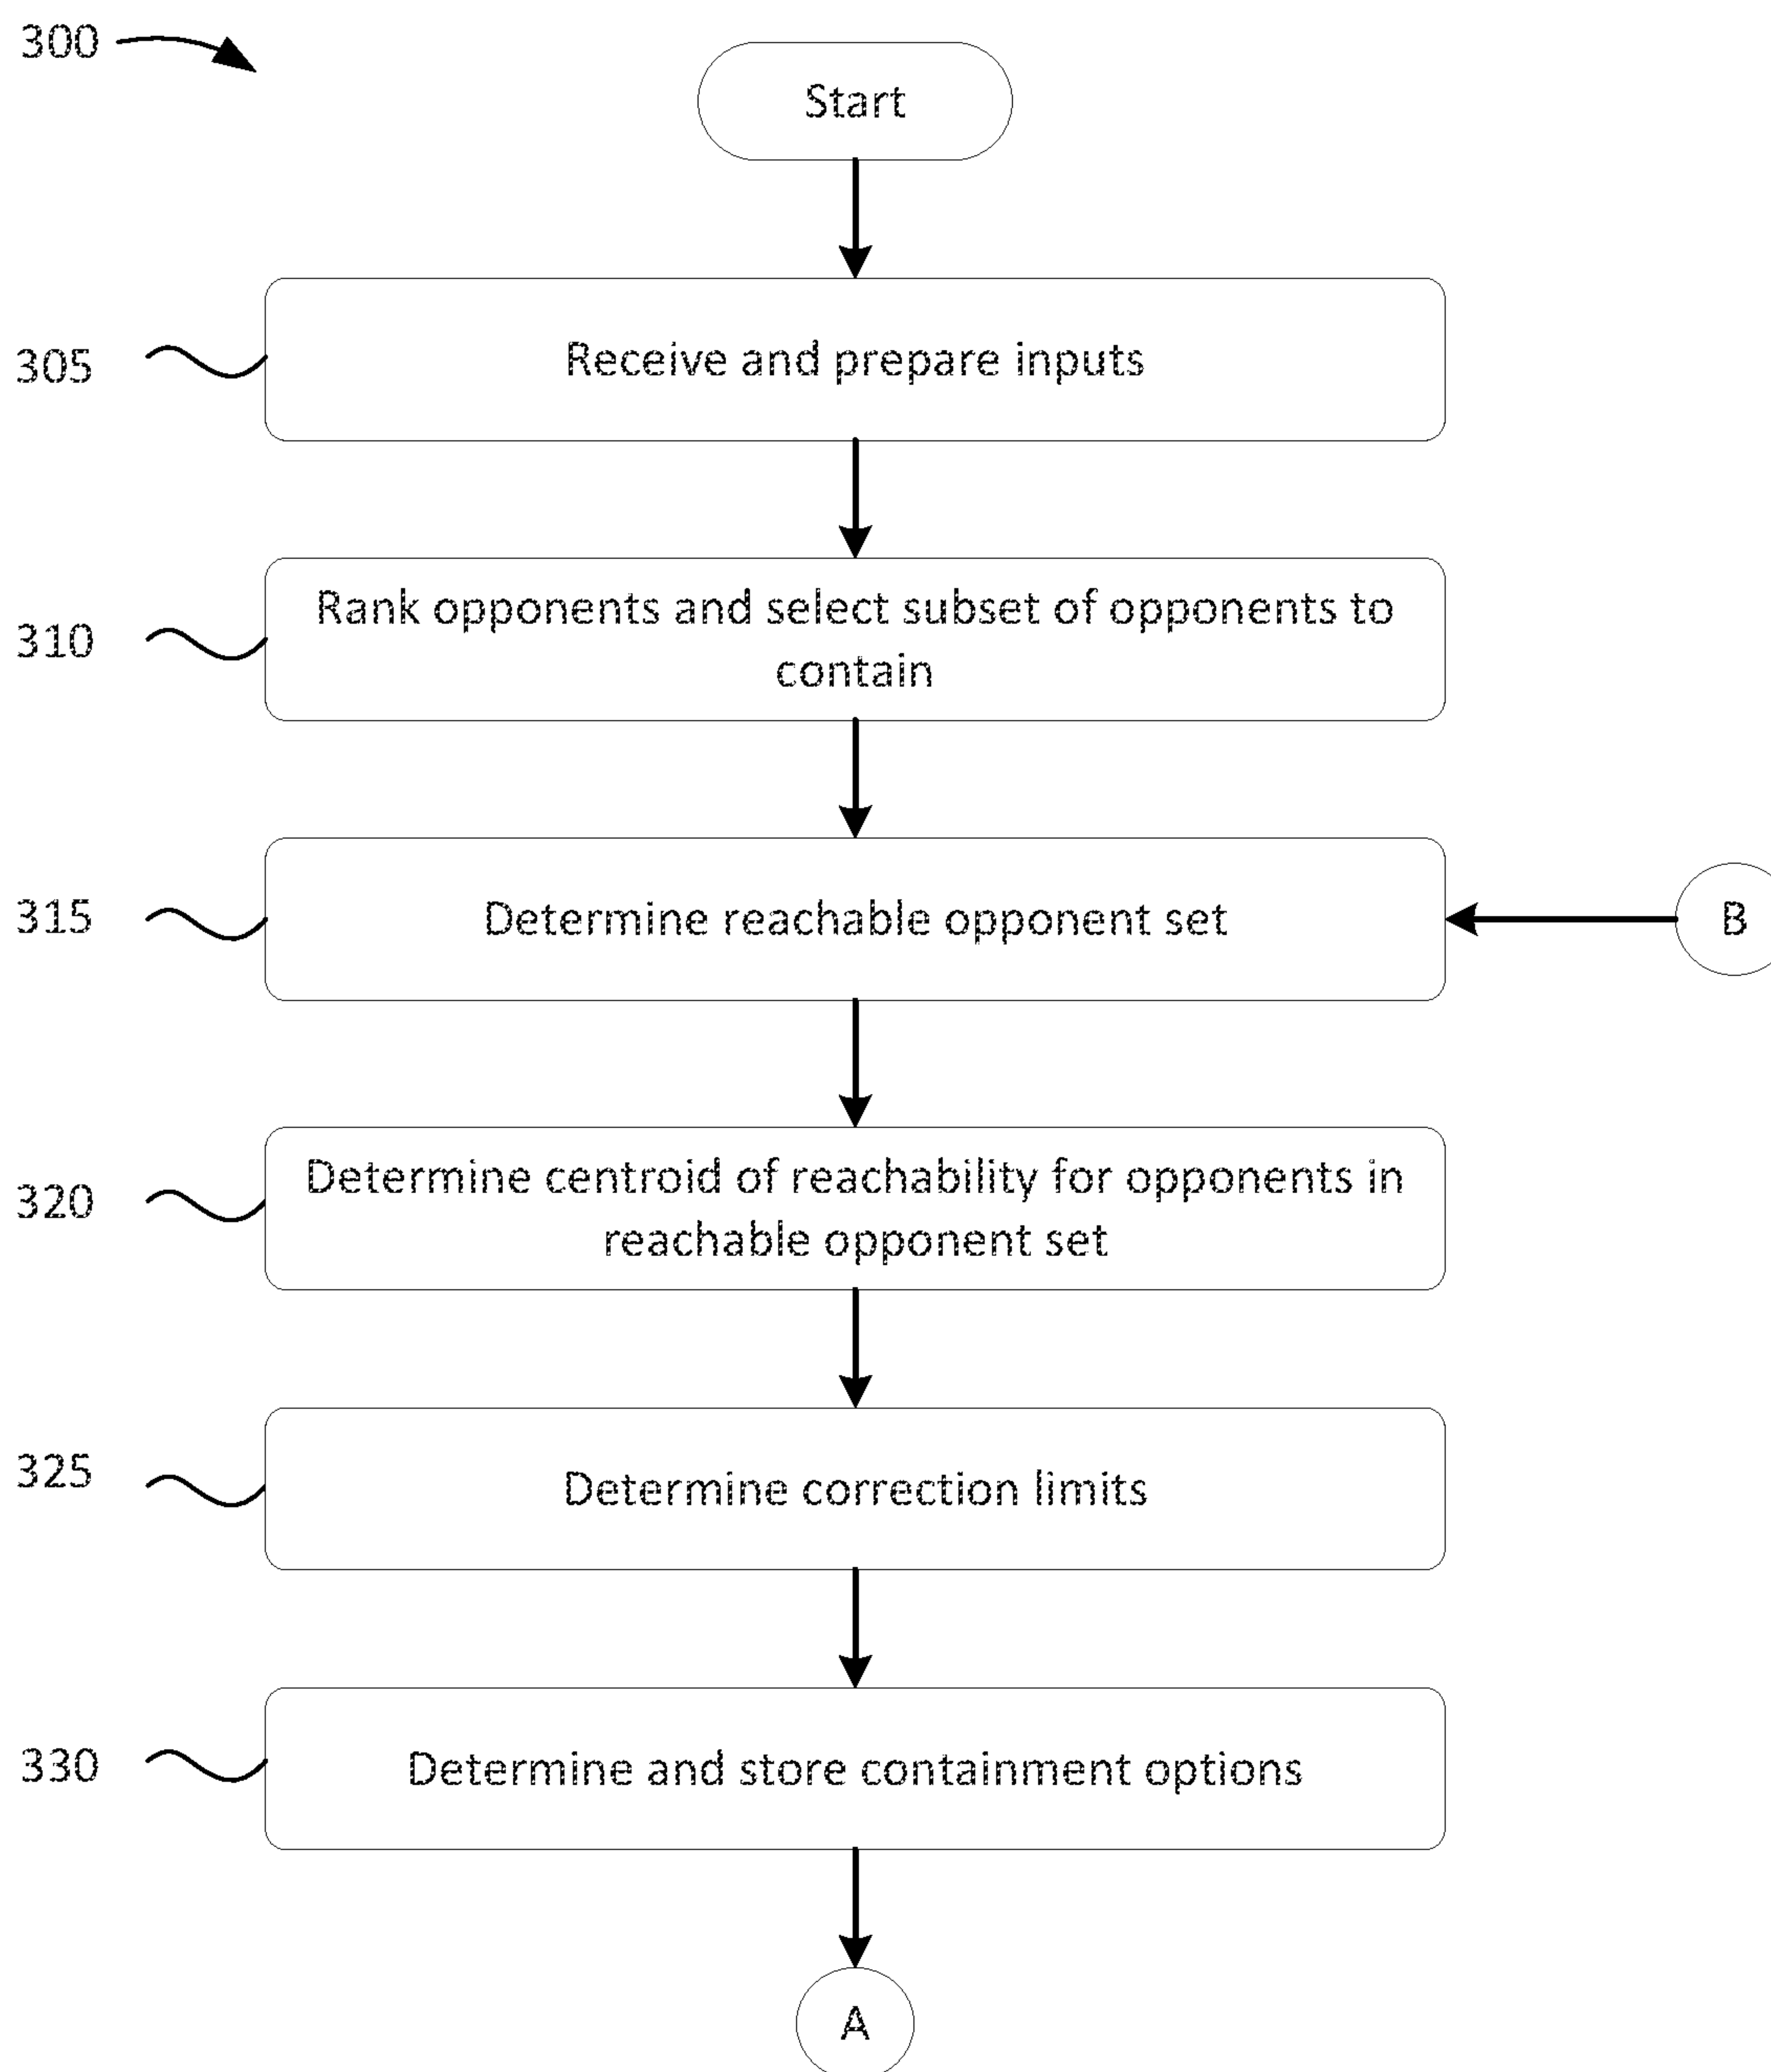 300
Start
305
Receive and prepare inputs
310
Rank opponents and select subset of opponents to
contain
315
Determine reachable opponent set
B
320
Determine centroid of reachability for opponents in
reachable opponent set
325
Determine correction limits
330
Determine and store containment options
A